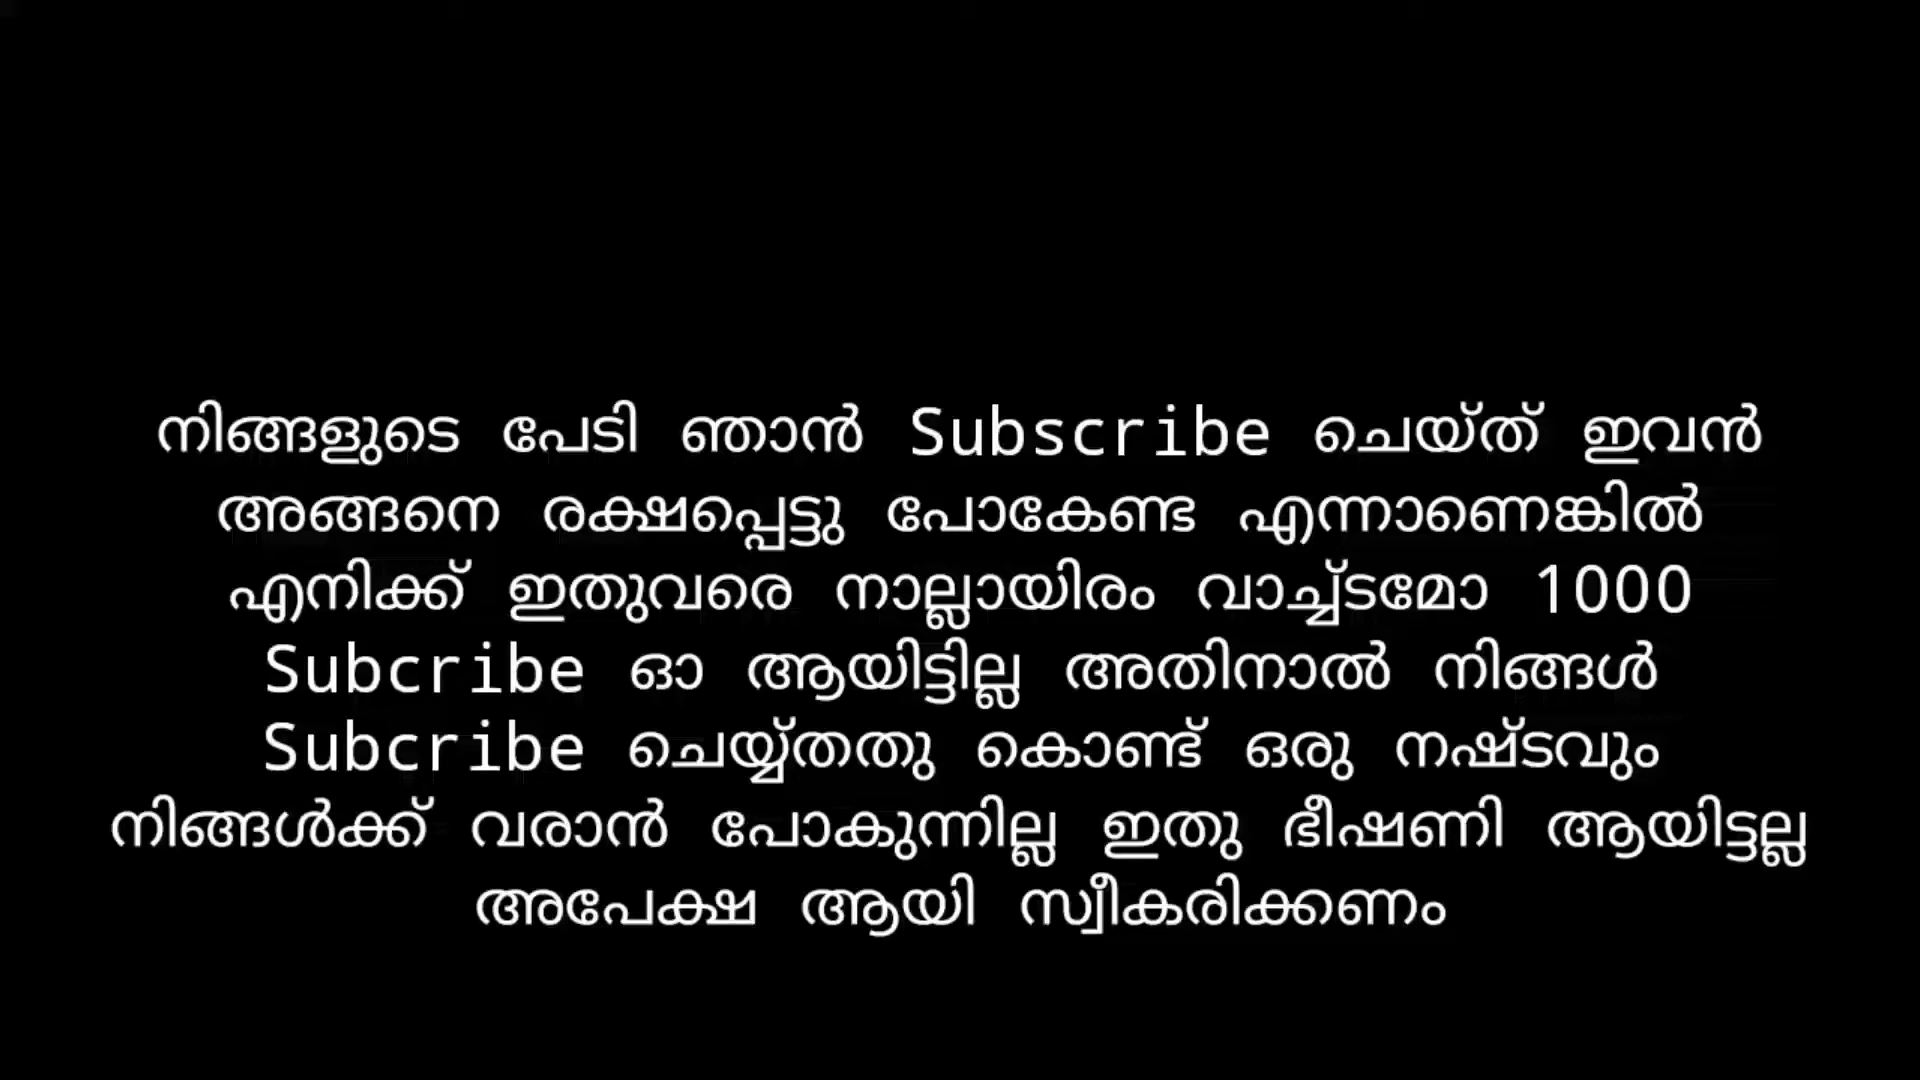 നിങ്ങളുടെ പേടി ഞാൻ Subscribe ചെയ്ത് ഇവൻ
അങ്ങനെ രക്ഷപ്പെട്ടു പോകേണ്ട എന്നാണെങ്കിൽ
എനിക്ക് ഇതുവരെ നാല്ലായിരം വാച്ച്ടമോ 1000
Subcribe ഓ ആയിട്ടില്ല അതിനാൽ നിങ്ങൾ
Subcribe ചെയ്യ്തതു കൊണ്ട് ഒരു നഷ്ടവും
നിങ്ങൾക്ക് വരാൻ പോകുന്നില്ല ഇതു ഭീഷണി ആയിട്ടല്ല
അപേക്ഷ ആയി സ്വീകരിക്കണം